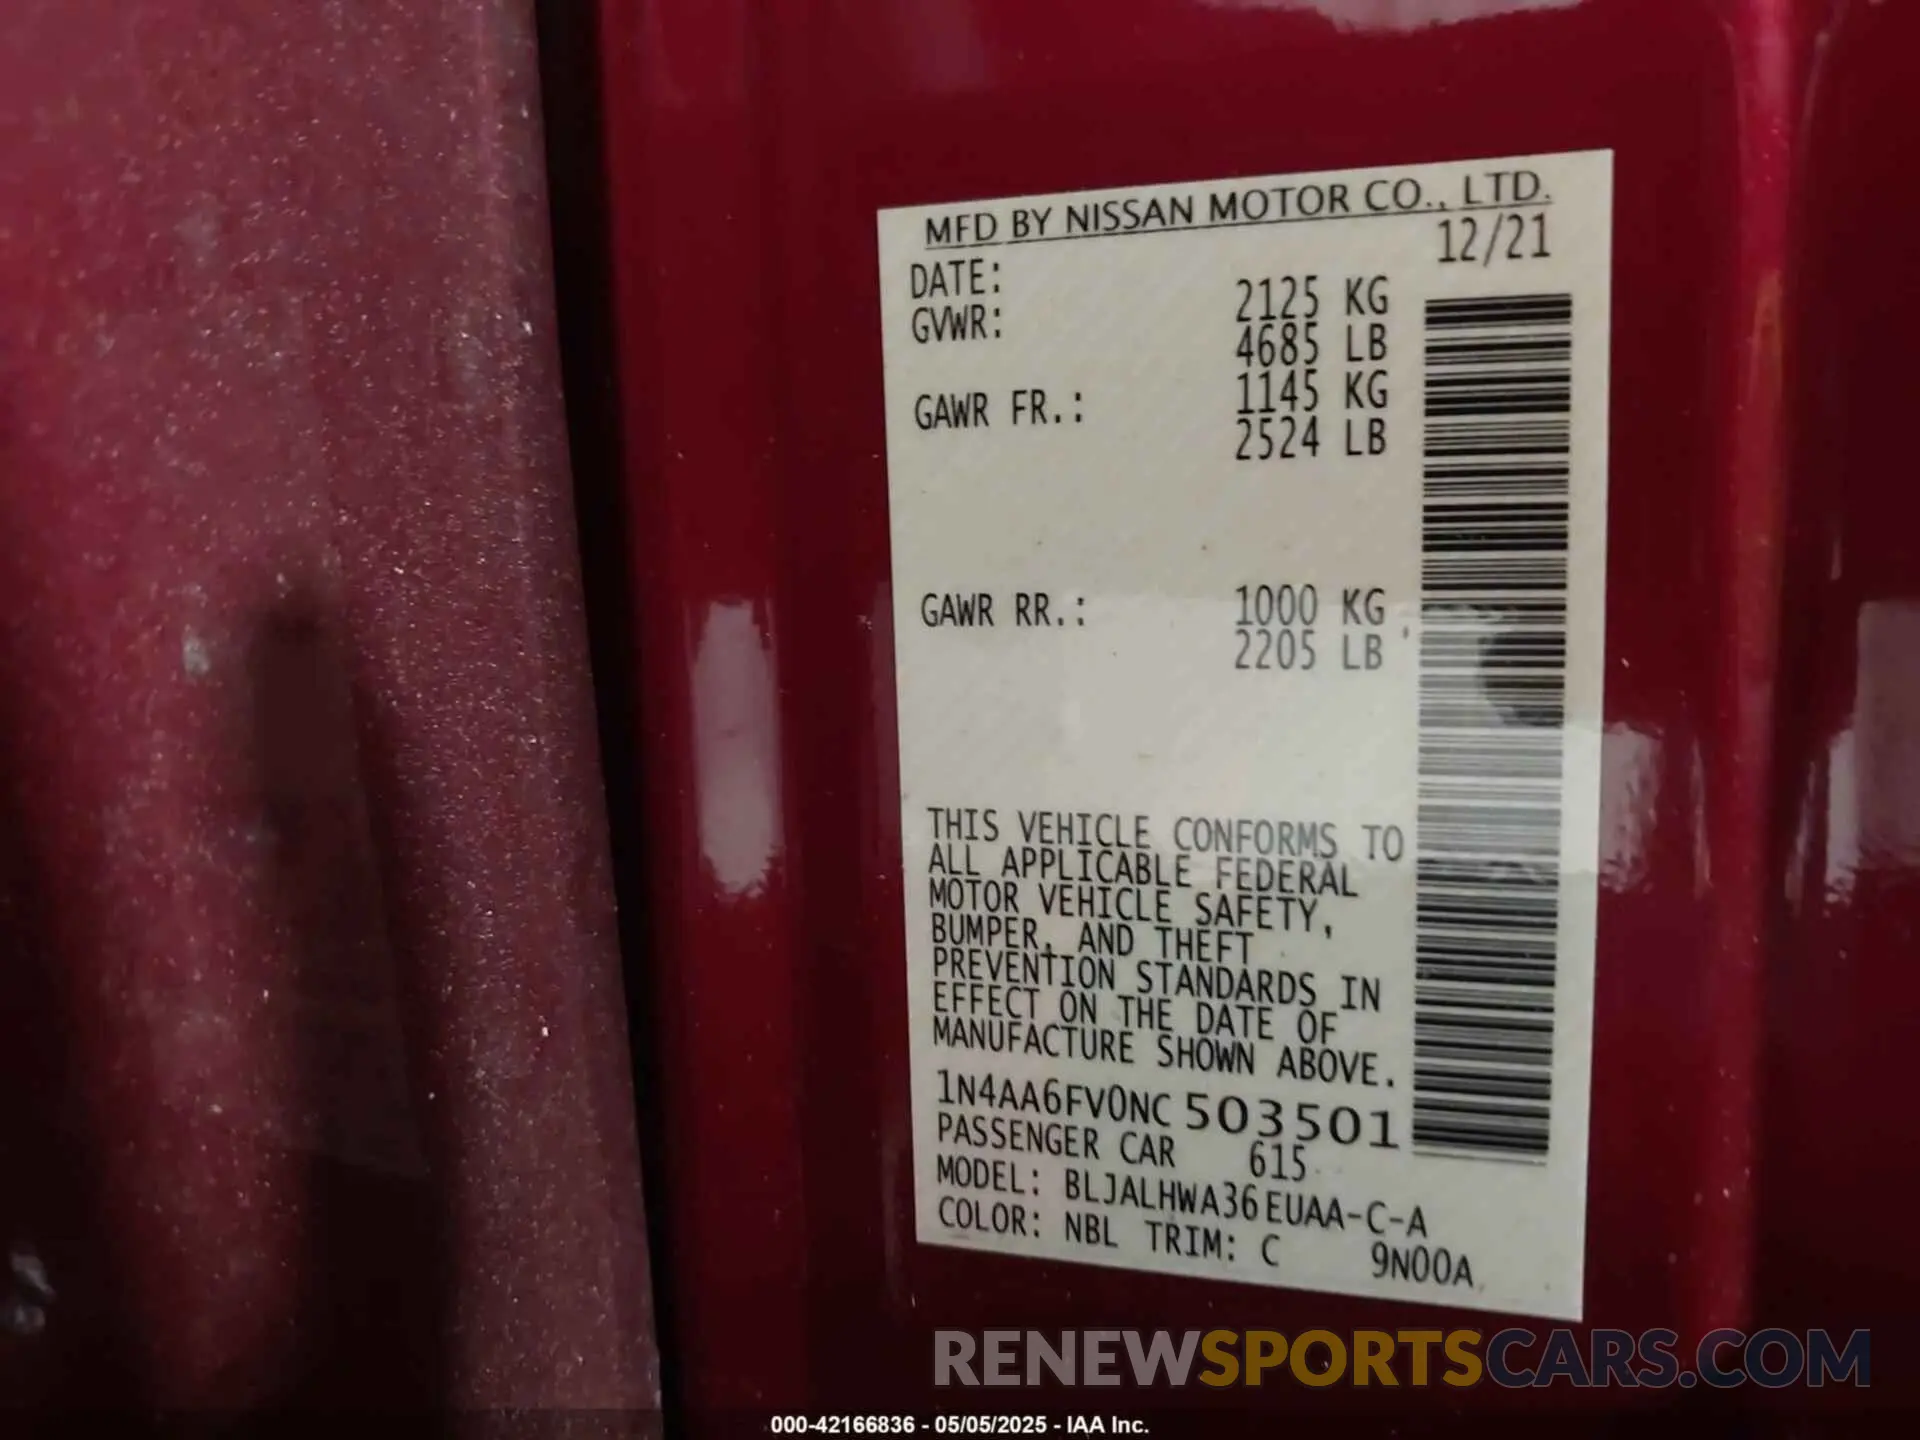 MFD BY NISSAN MOTOR CO., LTD.
DATE: 12/21
GVWR: 2125 KG
4685 LB
GAWR FR.: 1145 KG
2524 LB
GAWR RR.: 1000 KG
2205 LB
THIS VEHICLE CONFORMS TO
ALL APPLICABLE FEDERAL
MOTOR VEHICLE SAFETY,
BUMPER, AND THEFT
PREVENTION STANDARDS IN
EFFECT ON THE DATE OF
MANUFACTURE SHOWN ABOVE.
1N4AA6FV0NC503501
PASSENGER CAR 615
MODEL: BLJALHWA36EUAA-C-A
COLOR: NBL TRIM: C 9N00A
RENEWSPORTSCARS.COM
000-42166836 - 05/05/2025 - IAA Inc.